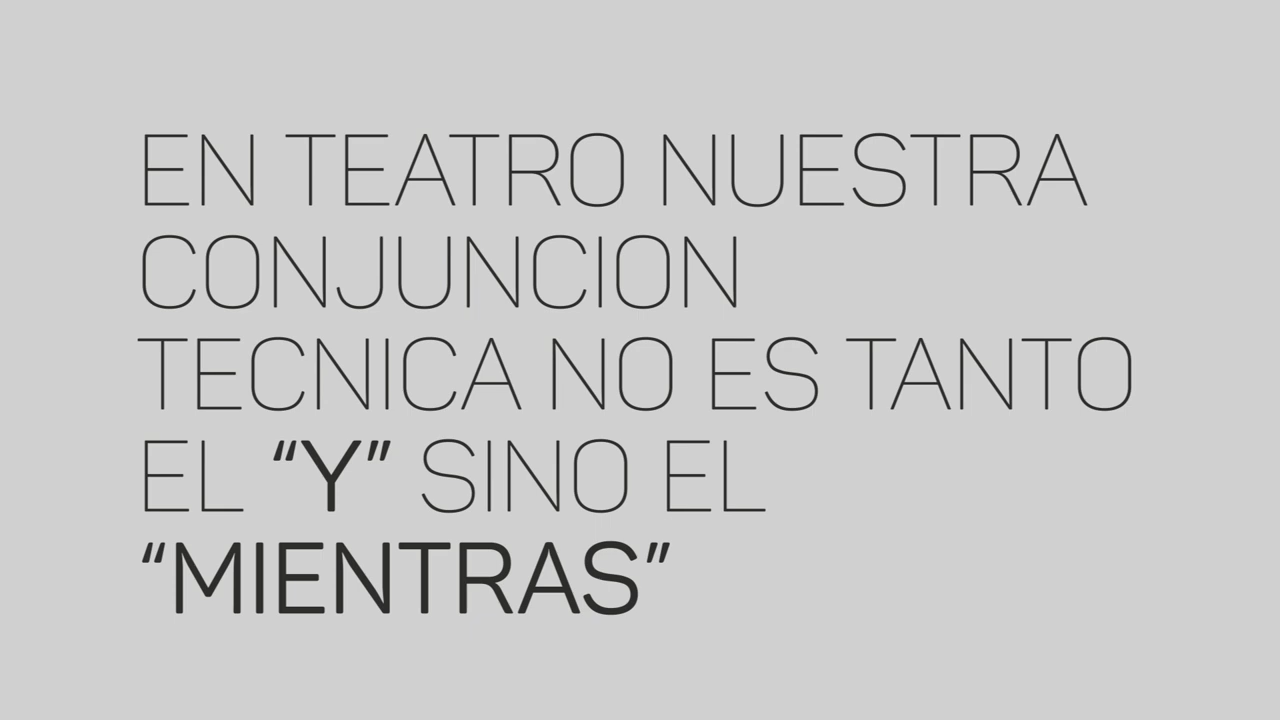 EN TEATRO NUESTRA
CONJUNCION
TECNICA NO ES TANTO
EL “Y” SINO EL
“MIENTRAS”